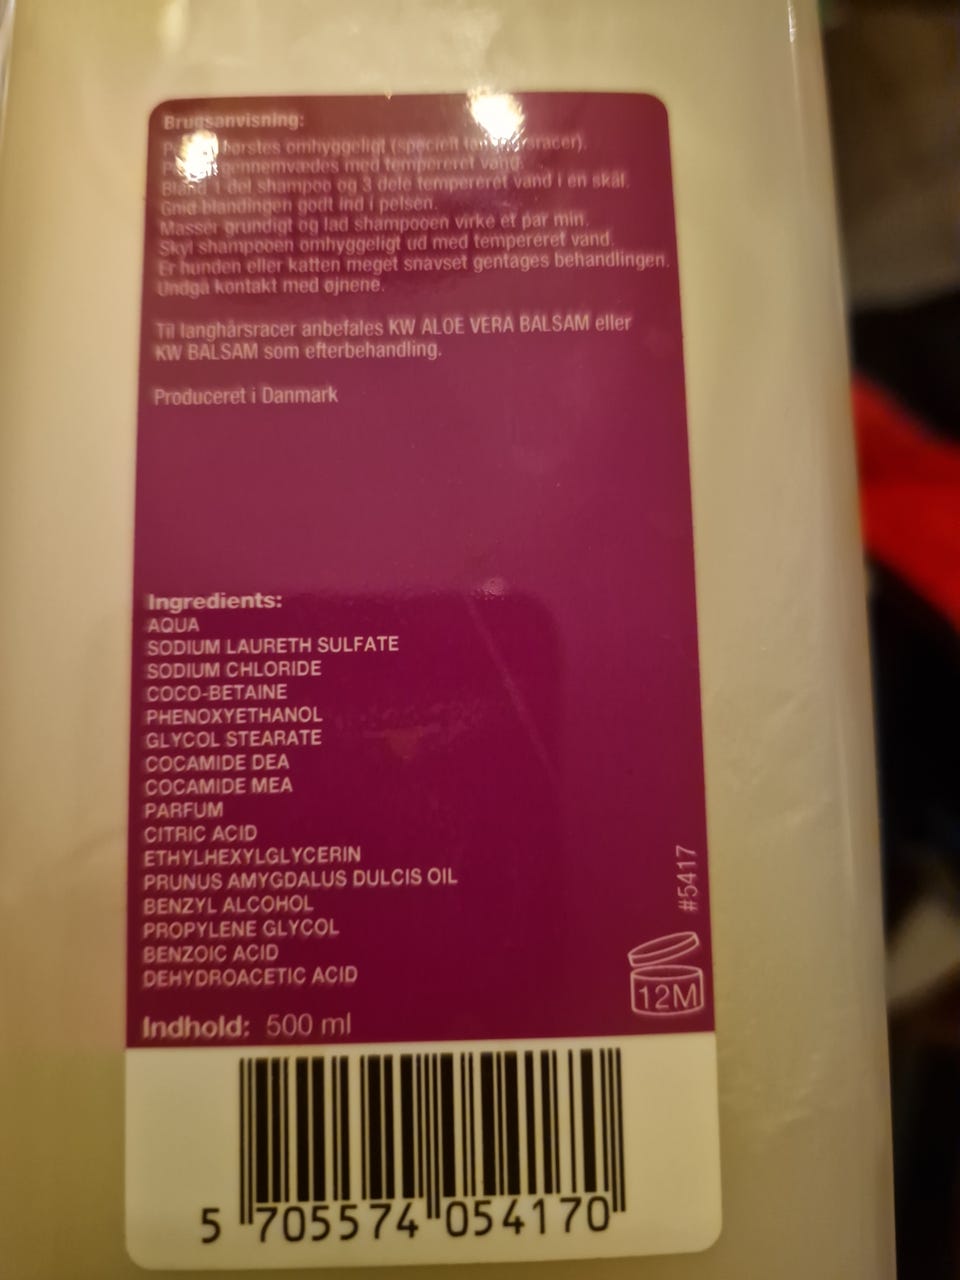 Brugsanvisning:
børstes omhyggeligt (specielt
gennemvædes med tempereret vand.
Bland 1 del shampoo og 3 dele tempereret vand i en skål.
Gnid blandingen godt ind i pelsen.
Massér grundigt og lad shampooen virke et par min.
Skyl shampooen omhyggeligt ud med tempereret vand.
Er hunden eller katten meget snavset gentages behandlingen.
Undgå kontakt med øjnene.
Til langhårsracer anbefales KW ALOE VERA BALSAM eller
KW BALSAM som efterbehandling.
Produceret i Danmark
Ingredients:
AQUA
SODIUM LAURETH SULFATE
SODIUM CHLORIDE
COCO-BETAINE
PHENOXYETHANOL
GLYCOL STEARATE
COCAMIDE DEA
COCAMIDE MEA
PARFUM
CITRIC ACID
ETHYLHEXYLGLYCERIN
PRUNUS AMYGDALUS DULCIS OIL
BENZYL ALCOHOL
PROPYLENE GLYCOL
BENZOIC ACID
DEHYDROACETIC ACID
#5417
12M
Indhold: 500 ml
5 705574 054170